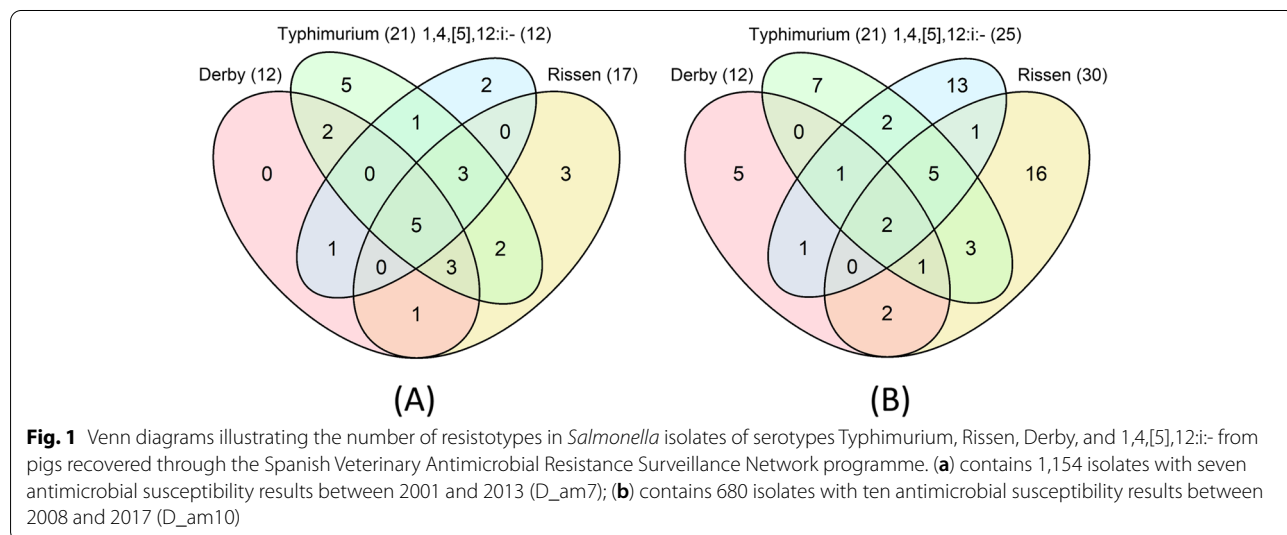 Typhimurium (21) 1,4,[5],12:i:- (12)
Derby (12)
Rissen (17)
5
2
2
1
0
0
0
3
3
5
1
2
0
3
1
(A)
Typhimurium (21) 1,4,[5],12:i:- (25)
Derby (12)
Rissen (30)
7
13
0
2
1
5
1
5
16
2
1
3
0
1
2
(B)
Fig. 1 Venn diagrams illustrating the number of resistotypes in Salmonella isolates of serotypes Typhimurium, Rissen, Derby, and 1,4,[5],12:i:- from
pigs recovered through the Spanish Veterinary Antimicrobial Resistance Surveillance Network programme. (a) contains 1,154 isolates with seven
antimicrobial susceptibility results between 2001 and 2013 (D_am7); (b) contains 680 isolates with ten antimicrobial susceptibility results between
2008 and 2017 (D_am10)